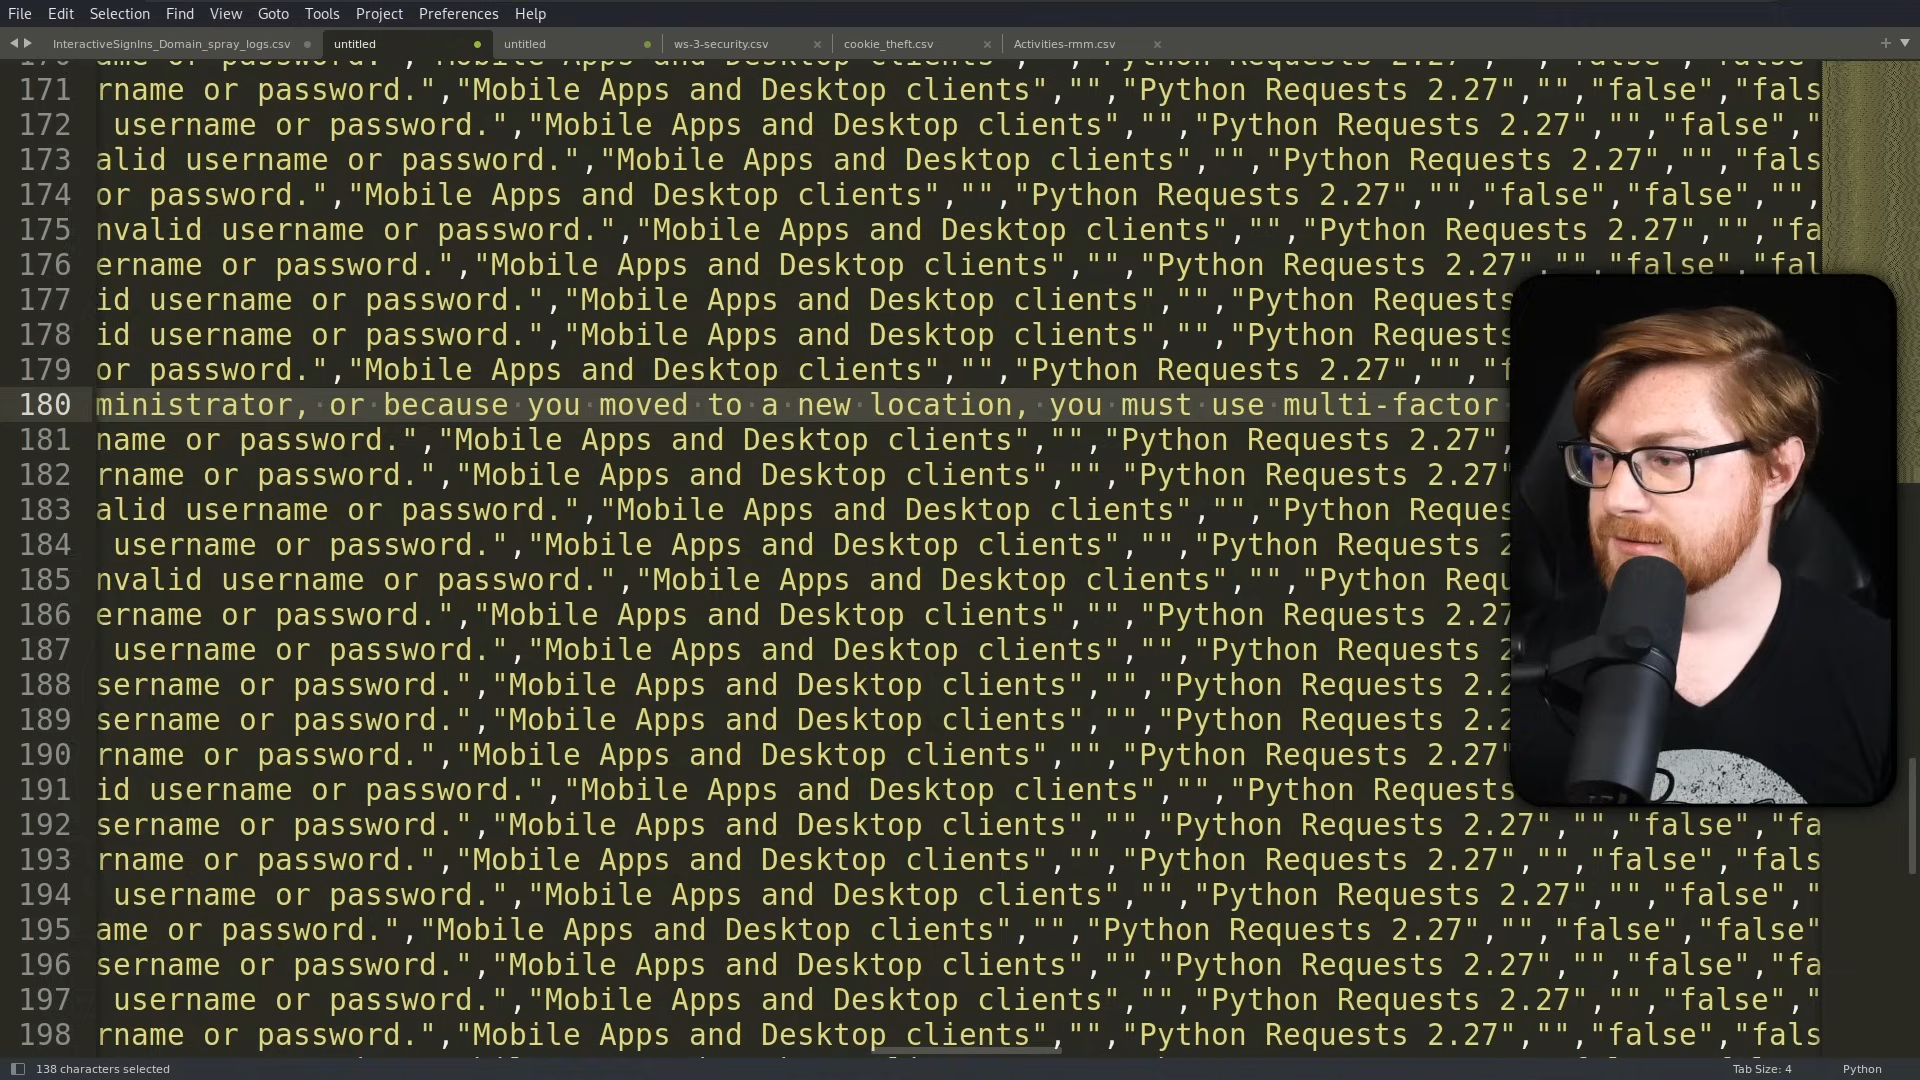 File Edit Selection Find View Goto Tools Project Preferences Help
InteractiveSignIns_Domain_spray_logs.csv untitled untitled ws-3-security.csv cookie_theft.csv Activities-rmm.csv
171 rname or password.","Mobile Apps and Desktop clients","","Python Requests 2.27","","false","fals
172 username or password.","Mobile Apps and Desktop clients","","Python Requests 2.27","","false","
173 alid username or password.","Mobile Apps and Desktop clients","","Python Requests 2.27","","fals
174 or password.","Mobile Apps and Desktop clients","","Python Requests 2.27","","false","false","",
175 nvalid username or password.","Mobile Apps and Desktop clients","","Python Requests 2.27","","fa
176 ername or password.","Mobile Apps and Desktop clients","","Python Requests 2.27","","false","fal
177 id username or password.","Mobile Apps and Desktop clients","","Python Requests
178 id username or password.","Mobile Apps and Desktop clients","","Python Requests
179 or password.","Mobile Apps and Desktop clients","","Python Requests 2.27","","f
180 ministrator, or because you moved to a new location, you must use multi-factor
181 name or password.","Mobile Apps and Desktop clients","","Python Requests 2.27",
182 rname or password.","Mobile Apps and Desktop clients","","Python Requests 2.27"
183 alid username or password.","Mobile Apps and Desktop clients","","Python Reques
184 username or password.","Mobile Apps and Desktop clients","","Python Requests 2
185 nvalid username or password.","Mobile Apps and Desktop clients","","Python Requ
186 ername or password.","Mobile Apps and Desktop clients","","Python Requests 2.27
187 username or password.","Mobile Apps and Desktop clients","","Python Requests 2
188 sername or password.","Mobile Apps and Desktop clients","","Python Requests 2.2
189 sername or password.","Mobile Apps and Desktop clients","","Python Requests 2.2
190 rname or password.","Mobile Apps and Desktop clients","","Python Requests 2.27"
191 id username or password.","Mobile Apps and Desktop clients","","Python Requests
192 sername or password.","Mobile Apps and Desktop clients","","Python Requests 2.27","","false","fa
193 rname or password.","Mobile Apps and Desktop clients","","Python Requests 2.27","","false","fals
194 username or password.","Mobile Apps and Desktop clients","","Python Requests 2.27","","false","
195 ame or password.","Mobile Apps and Desktop clients","","Python Requests 2.27","","false","false"
196 sername or password.","Mobile Apps and Desktop clients","","Python Requests 2.27","","false","fa
197 username or password.","Mobile Apps and Desktop clients","","Python Requests 2.27","","false","
198 rname or password.","Mobile Apps and Desktop clients","","Python Requests 2.27","","false","fals
138 characters selected Tab Size: 4 Python